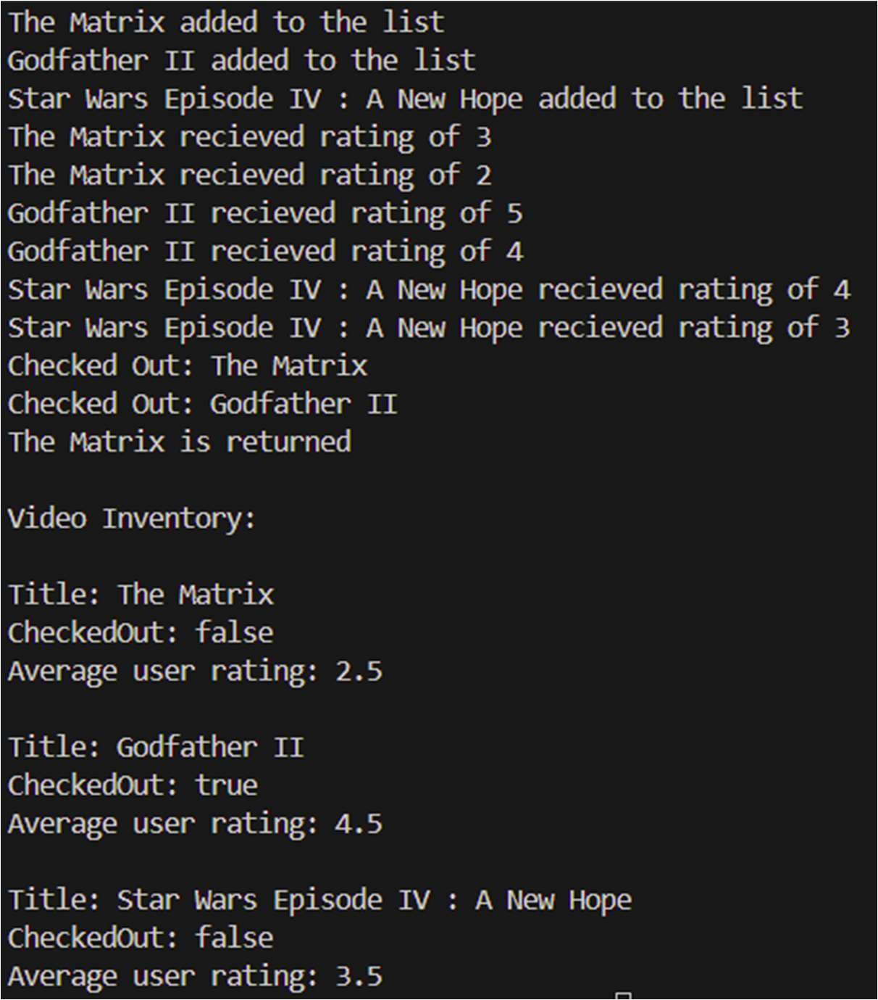 The Matrix added to the list
Godfather II added to the list
Star Wars Episode IV : A New Hope added to the list
The Matrix recieved rating of 3
The Matrix recieved rating of 2
Godfather II recieved rating of 5
Godfather II recieved rating of 4
Star Wars Episode IV : A New Hope recieved rating of 4
Star Wars Episode IV : A New Hope recieved rating of 3
Checked Out: The Matrix
Checked Out: Godfather II
The Matrix is returned
Video Inventory:
Title: The Matrix
CheckedOut: false
Average user rating: 2.5
Title: Godfather II
CheckedOut: true
Average user rating: 4.5
Title: Star Wars Episode IV : A New Hope
CheckedOut: false
Average user rating: 3.5